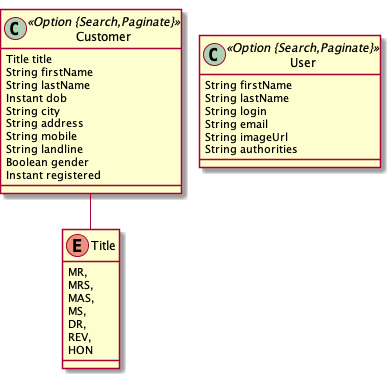 C «Option {Search,Paginate}»
Customer
Title title
String firstName
String lastName
Instant dob
String city
String address
String mobile
String landline
Boolean gender
Instant registered
C «Option {Search,Paginate}»
User
String firstName
String lastName
String login
String email
String imageUrl
String authorities
E Title
MR,
MRS,
MAS,
MS,
DR,
REV,
HON